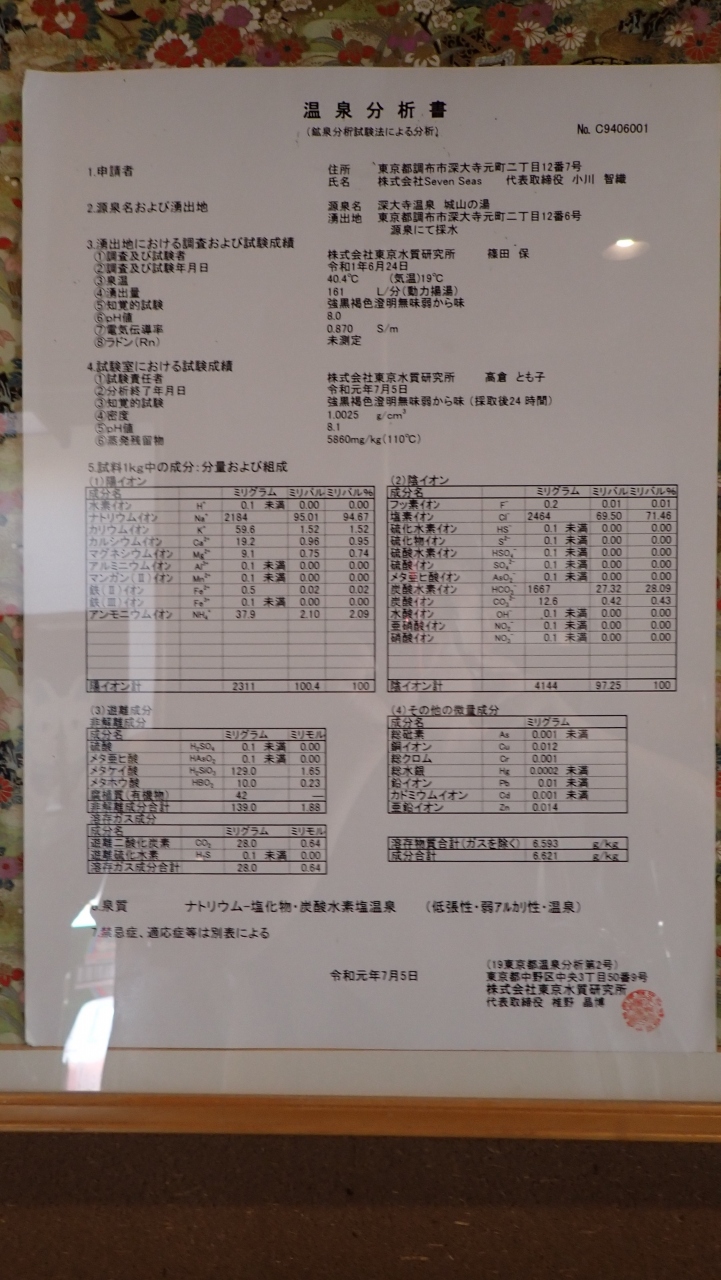 温泉分析書
(鉱泉分析試験法による分析)
No. C9406001
1.申請者
住所 東京都調布市深大寺元町二丁目12番7号
氏名 株式会社Seven Seas 代表取締役 小川 智織
2.源泉名および湧出地
源泉名 深大寺温泉 城山の湯
湧出地 東京都調布市深大寺元町二丁目12番6号
源泉にて採水
3.湧出地における調査および試験成績
①調査及び試験者 株式会社東京水質研究所 篠田 保
②調査及び試験年月日 令和1年6月24日
③泉温 40.4℃ (気温)19℃
④湧出量 161 L/分(動力揚湯)
⑤知覚的試験 強黒褐色澄明無味弱から味
⑥pH値 8.0
⑦電気伝導率 0.870 S/m
⑧ラドン(Rn) 未測定
4.試験室における試験成績
①試験責任者 株式会社東京水質研究所 高倉 とも子
②分析終了年月日 令和元年7月5日
③知覚的試験 強黒褐色澄明無味弱から味 (採取後24時間)
④密度 1.0025 g/cm³
⑤pH値 8.1
⑥蒸発残留物 5860mg/kg(110℃)
5.試料1kg中の成分:分量および組成
(1)陽イオン
成分名 ミリグラム ミリバル ミリバル%
水素イオン H⁺ 0.1 未満 0.00 0.00
ナトリウムイオン Na⁺ 2184 95.01 94.67
カリウムイオン K⁺ 59.6 1.52 1.52
カルシウムイオン Ca²⁺ 19.2 0.96 0.95
マグネシウムイオン Mg²⁺ 9.1 0.75 0.74
アルミニウムイオン Al³⁺ 0.1 未満 0.00 0.00
マンガン(Ⅱ)イオン Mn²⁺ 0.1 未満 0.00 0.00
鉄(Ⅱ)イオン Fe²⁺ 0.5 0.02 0.02
鉄(Ⅲ)イオン Fe³⁺ 0.1 未満 0.00 0.00
アンモニウムイオン NH₄⁺ 37.9 2.10 2.09
陽イオン計 2311 100.4 100
(2)陰イオン
成分名 ミリグラム ミリバル ミリバル%
フッ素イオン F⁻ 0.2 0.01 0.01
塩素イオン Cl⁻ 2464 69.50 71.46
硫化水素イオン HS⁻ 0.1 未満 0.00 0.00
硫化物イオン S²⁻ 0.1 未満 0.00 0.00
硫酸水素イオン HSO₄⁻ 0.1 未満 0.00 0.00
硫酸イオン SO₄²⁻ 0.1 未満 0.00 0.00
メタ亜ヒ酸イオン AsO₂⁻ 0.1 未満 0.00 0.00
炭酸水素イオン HCO₃⁻ 1667 27.32 28.09
炭酸イオン CO₃²⁻ 12.6 0.42 0.43
水酸イオン OH⁻ 0.1 未満 0.00 0.00
亜硝酸イオン NO₂⁻ 0.1 未満 0.00 0.00
硝酸イオン NO₃⁻ 0.1 未満 0.00 0.00
陰イオン計 4144 97.25 100
(3)遊離成分
非解離成分
成分名 ミリグラム ミリモル
硫酸 H₂SO₄ 0.1 未満 0.00
メタ亜ヒ酸 HAsO₂ 0.1 未満 0.00
メタケイ酸 H₂SiO₃ 129.0 1.65
メタホウ酸 HBO₂ 10.0 0.23
腐植質(有機物) 42 —
非解離成分合計 139.0 1.88
溶存ガス成分
成分名 ミリグラム ミリモル
遊離二酸化炭素 CO₂ 28.0 0.64
遊離硫化水素 H₂S 0.1 未満 0.00
溶存ガス成分合計 28.0 0.64
(4)その他の微量成分
成分名 ミリグラム
総砒素 As 0.001 未満
銅イオン Cu 0.012
総クロム Cr 0.001
総水銀 Hg 0.0002 未満
鉛イオン Pb 0.01 未満
カドミウムイオン Cd 0.001 未満
亜鉛イオン Zn 0.014
溶存物質合計(ガスを除く) 6.593 g/kg
成分合計 6.621 g/kg
.泉質 ナトリウム-塩化物・炭酸水素塩温泉 (低張性・弱アルカリ性・温泉)
7.禁忌症、適応症等は別表による
令和元年7月5日
(19東京都温泉分析第2号)
東京都中野区中央3丁目50番9号
株式会社東京水質研究所
代表取締役 椎野 昌博